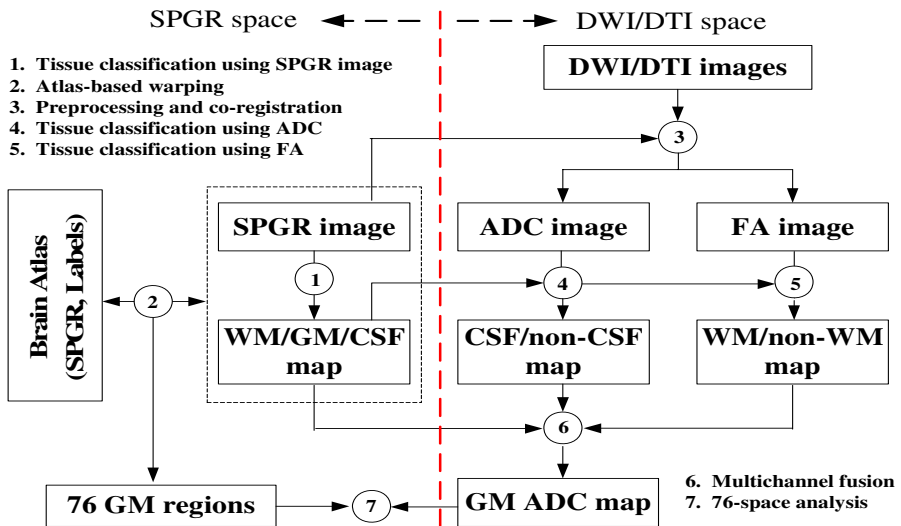 SPGR space
DWI/DTI space
1. Tissue classification using SPGR image
2. Atlas-based warping
3. Preprocessing and co-registration
4. Tissue classification using ADC
5. Tissue classification using FA
DWI/DTI images
3
Brain Atlas
(SPGR, Labels)
SPGR image
ADC image
FA image
1
2
4
5
WM/GM/CSF
map
CSF/non-CSF
map
WM/non-WM
map
6
76 GM regions
7
GM ADC map
6. Multichannel fusion
7. 76-space analysis